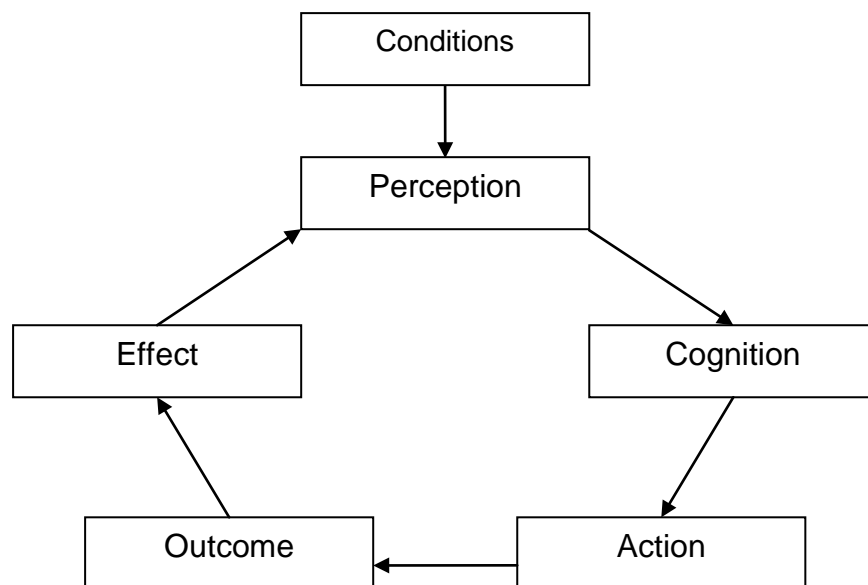 Conditions
Perception
Effect
Cognition
Outcome
Action